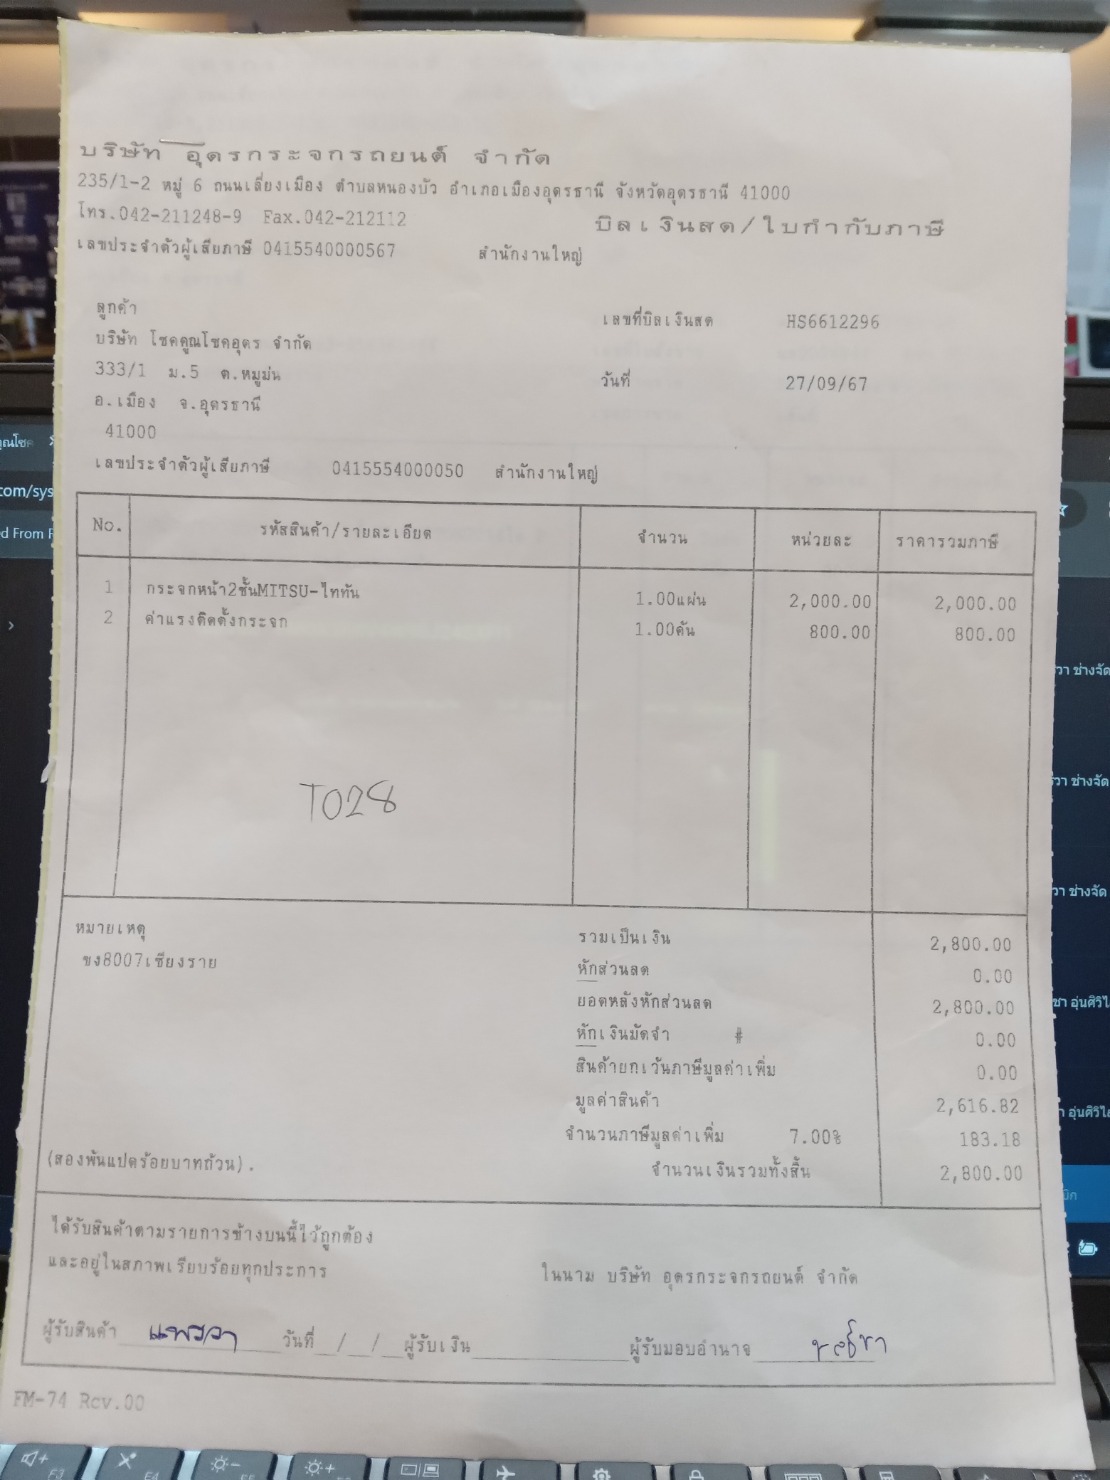 บริษัท อุดรกระจกรถยนต์ จำกัด
235/1-2 หมู่ 6 ถนนเลี่ยงเมือง ตำบลหนองบัว อำเภอเมืองอุดรธานี จังหวัดอุดรธานี 41000
โทร.042-211248-9 Fax.042-212112
บิลเงินสด/ใบกำกับภาษี
เลขประจำตัวผู้เสียภาษี 0415540000567 สำนักงานใหญ่
ลูกค้า
เลขที่บิลเงินสด HS6612296
บริษัท โชคคูณโชคอุดร จำกัด
333/1 ม.5 ต.หมูม่น
วันที่ 27/09/67
อ.เมือง จ.อุดรธานี
41000
เลขประจำตัวผู้เสียภาษี 0415554000050 สำนักงานใหญ่
No. รหัสสินค้า/รายละเอียด จำนวน หน่วยละ ราคารวมภาษี
1 กระจกหน้า2ชั้นMITSU-ไททัน 1.00แผ่น 2,000.00 2,000.00
2 ค่าแรงติดตั้งกระจก 1.00คัน 800.00 800.00
T028
หมายเหตุ
ขง8007เชียงราย
รวมเป็นเงิน 2,800.00
หักส่วนลด 0.00
ยอดหลังหักส่วนลด 2,800.00
หักเงินมัดจำ # 0.00
สินค้ายกเว้นภาษีมูลค่าเพิ่ม 0.00
มูลค่าสินค้า 2,616.82
จำนวนภาษีมูลค่าเพิ่ม 7.00% 183.18
(สองพันแปดร้อยบาทถ้วน). จำนวนเงินรวมทั้งสิ้น 2,800.00
ได้รับสินค้าตามรายการข้างบนนี้ไว้ถูกต้อง
และอยู่ในสภาพเรียบร้อยทุกประการ
ในนาม บริษัท อุดรกระจกรถยนต์ จำกัด
ผู้รับสินค้า แพรวา วันที่ / / ผู้รับเงิน ผู้รับมอบอำนาจ
FM-74 Rev.00